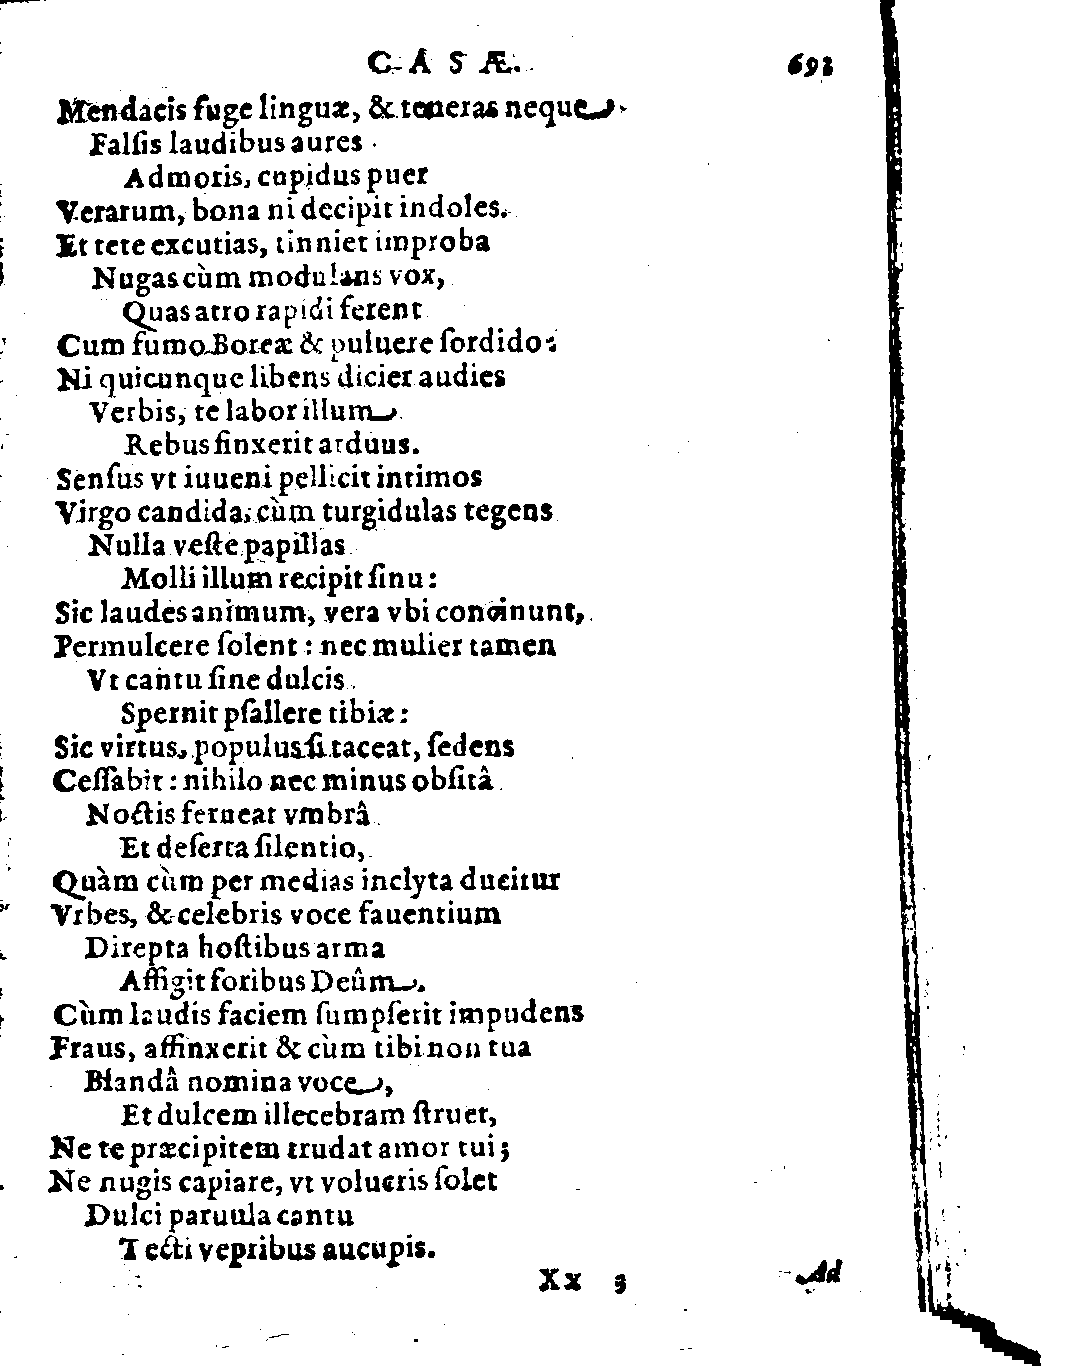 CASÆ. 693
Mendacis fuge linguæ, & teneras neque
Falſis laudibus aures
Admoris, cupidus puer
Verarum, bona ni decipit indoles.
Et tete excutias, tinniet improba
Nugas cùm modulans vox,
Quas atro rapidi ferent
Cum fumo Boreæ & puluere ſordido:
Ni quicunque libens dicier audies
Verbis, te labor illum
Rebus finxerit arduus.
Senſus vt iuueni pellicit intimos
Virgo candida, cùm turgidulas tegens
Nulla veſte papillas
Molli illum recipit ſinu:
Sic laudes animum, vera vbi concinunt,
Permulcere ſolent: nec mulier tamen
Vt cantu ſine dulcis
Spernit pſallere tibiæ:
Sic virtus, populus ſi taceat, ſedens
Ceſſabit: nihilo nec minus obſitâ
Noctis ferueat vmbrâ
Et deſerta ſilentio,
Quàm cùm per medias inclyta ducitur
Vrbes, & celebris voce fauentium
Direpta hoſtibus arma
Affigit foribus Deûm.
Cùm laudis faciem ſumpſerit impudens
Fraus, affinxerit & cùm tibi non tua
Blandâ nomina voce,
Et dulcem illecebram ſtruet,
Ne te præcipitem trudat amor tui;
Ne nugis capiare, vt volucris ſolet
Dulci paruula cantu
Tecti vepribus aucupis.
Xx 3 Ad